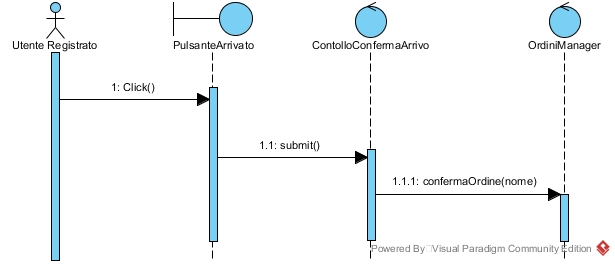 Utente Registrato
PulsanteArrivato
ContolloConfermaArrivo
OrdiniManager
1: Click()
1.1: submit()
1.1.1: confermaOrdine(nome)
Powered By Visual Paradigm Community Edition